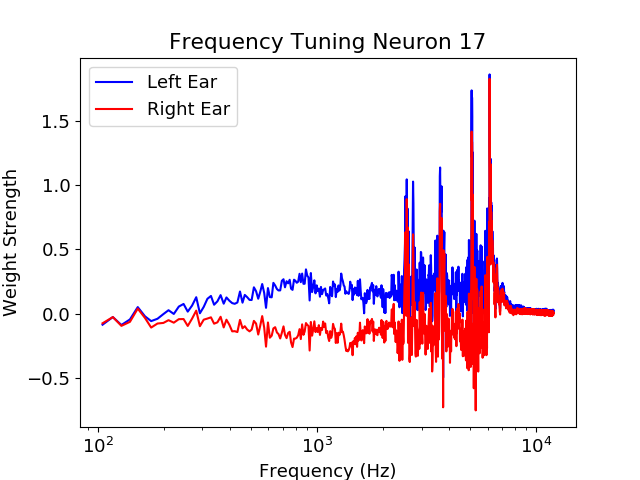 Frequency Tuning Neuron 17
Left Ear
Right Ear
Weight Strength
1.5
1.0
0.5
0.0
−0.5
10²
10³
10⁴
Frequency (Hz)